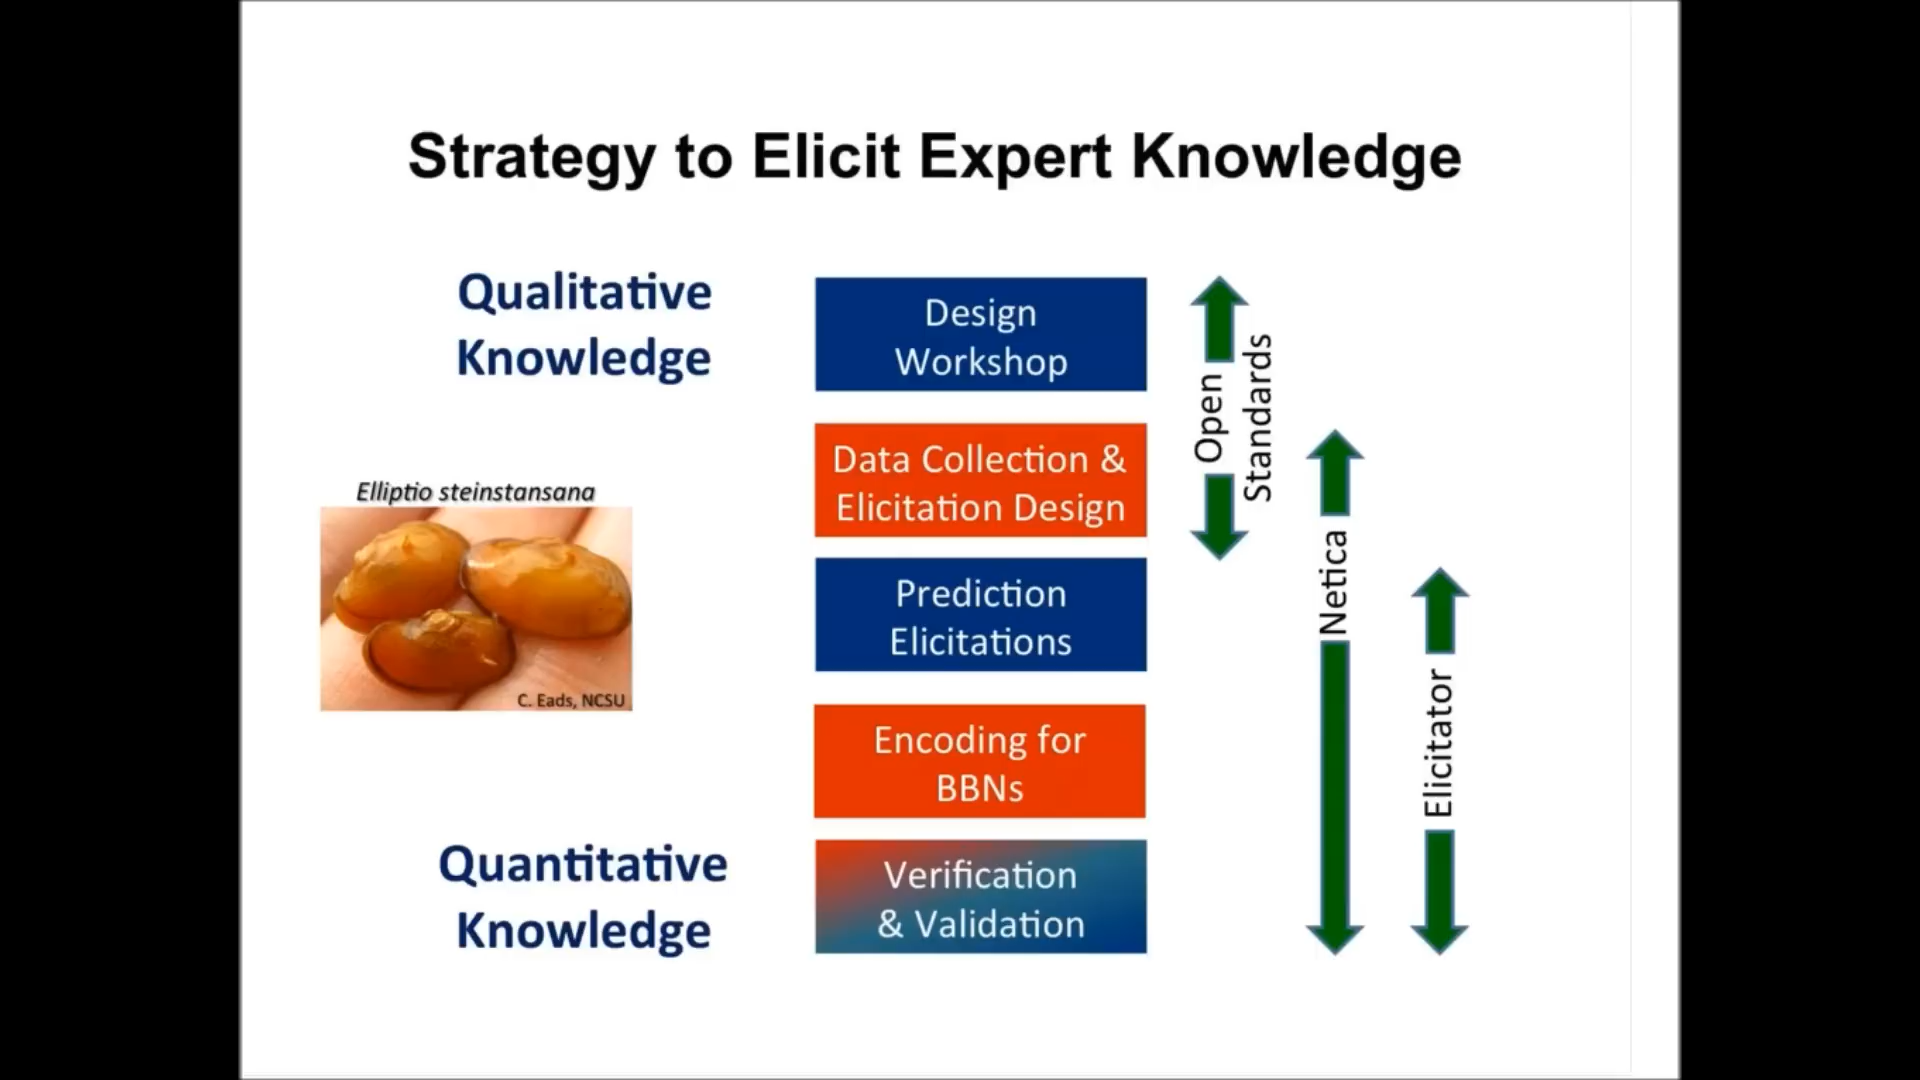 Strategy to Elicit Expert Knowledge
Qualitative
Knowledge
Elliptio steinstansana
C. Eads, NCSU
Quantitative
Knowledge
Design
Workshop
Data Collection &
Elicitation Design
Prediction
Elicitations
Encoding for
BBNs
Verification
& Validation
Open
Standards
Netica
Elicitator